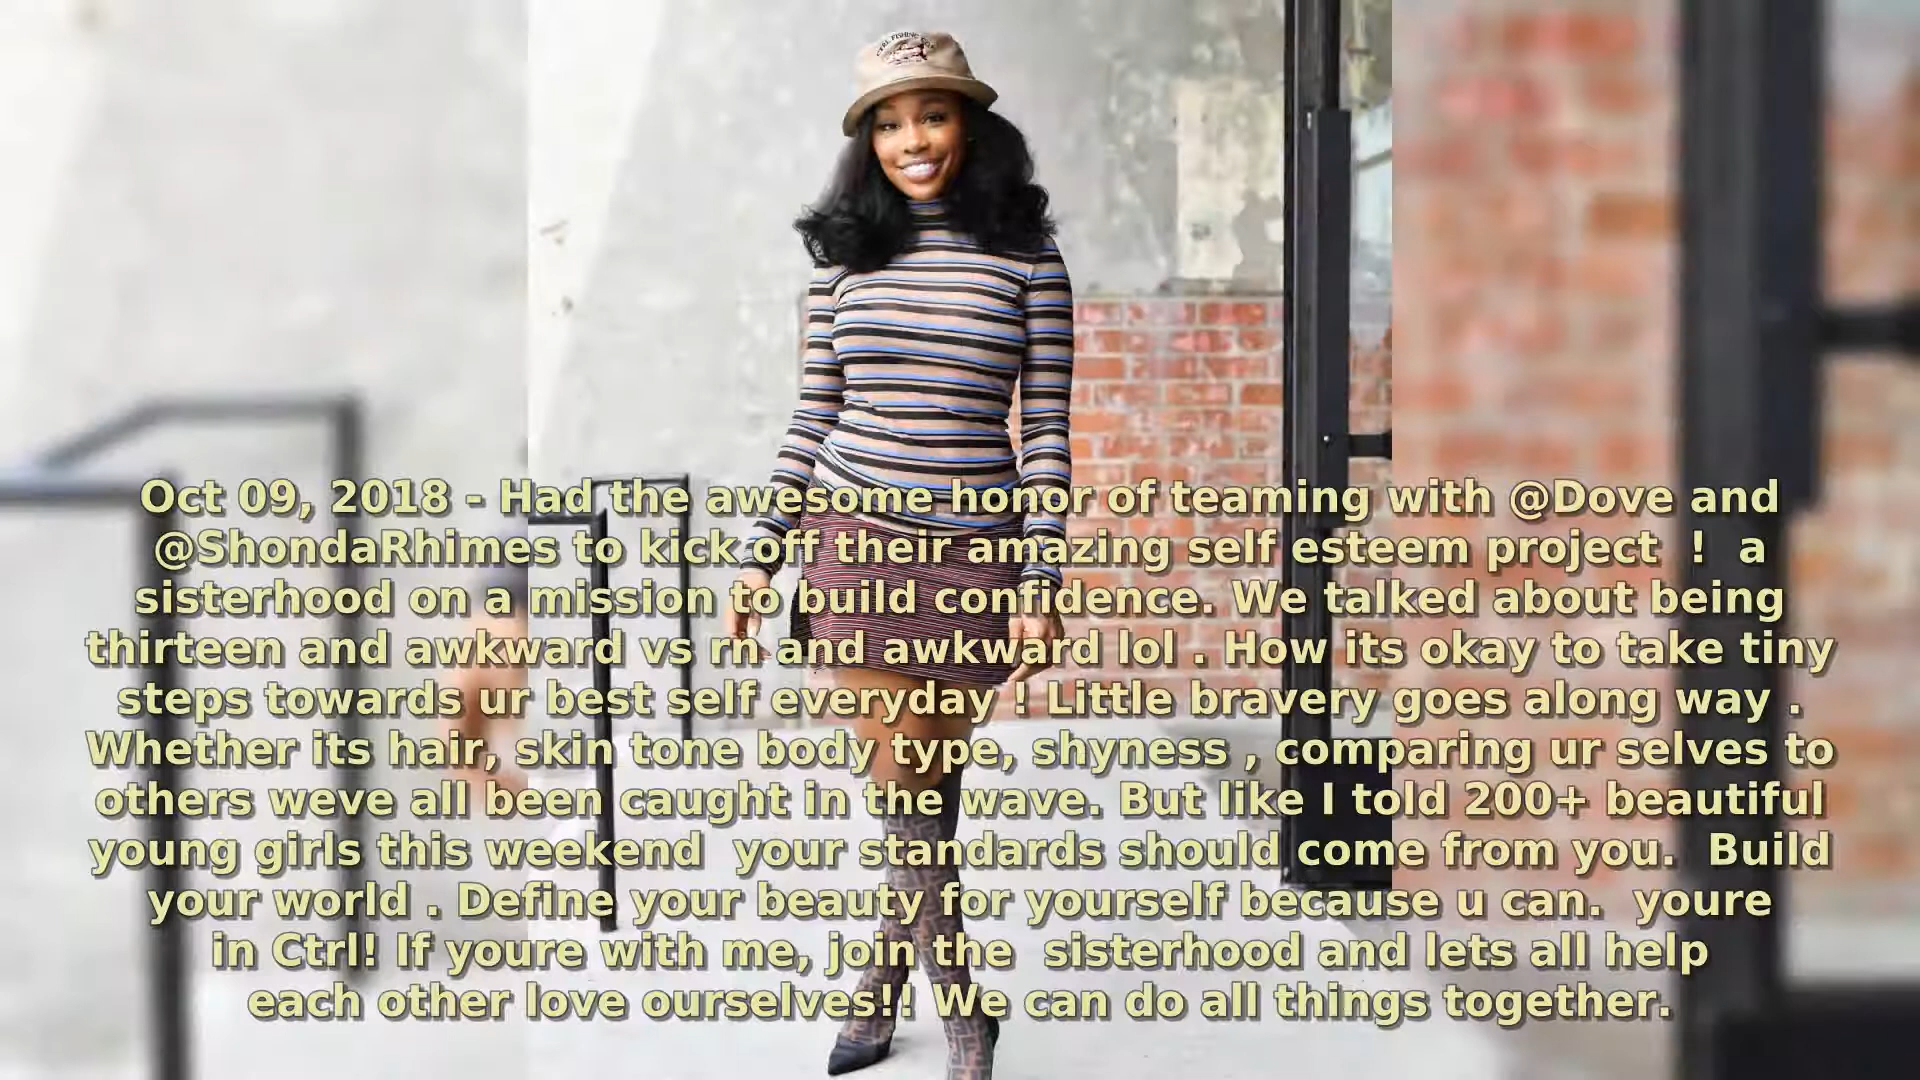 CTRL FISHING
Oct 09, 2018 - Had the awesome honor of teaming with @Dove and
@ShondaRhimes to kick off their amazing self esteem project  !  a
sisterhood on a mission to build confidence. We talked about being
thirteen and awkward vs rn and awkward lol . How its okay to take tiny
steps towards ur best self everyday ! Little bravery goes along way .
Whether its hair, skin tone body type, shyness , comparing ur selves to
others weve all been caught in the wave. But like I told 200+ beautiful
young girls this weekend  your standards should come from you.  Build
your world . Define your beauty for yourself because u can.  youre
in Ctrl! If youre with me, join the  sisterhood and lets all help
each other love ourselves!! We can do all things together.